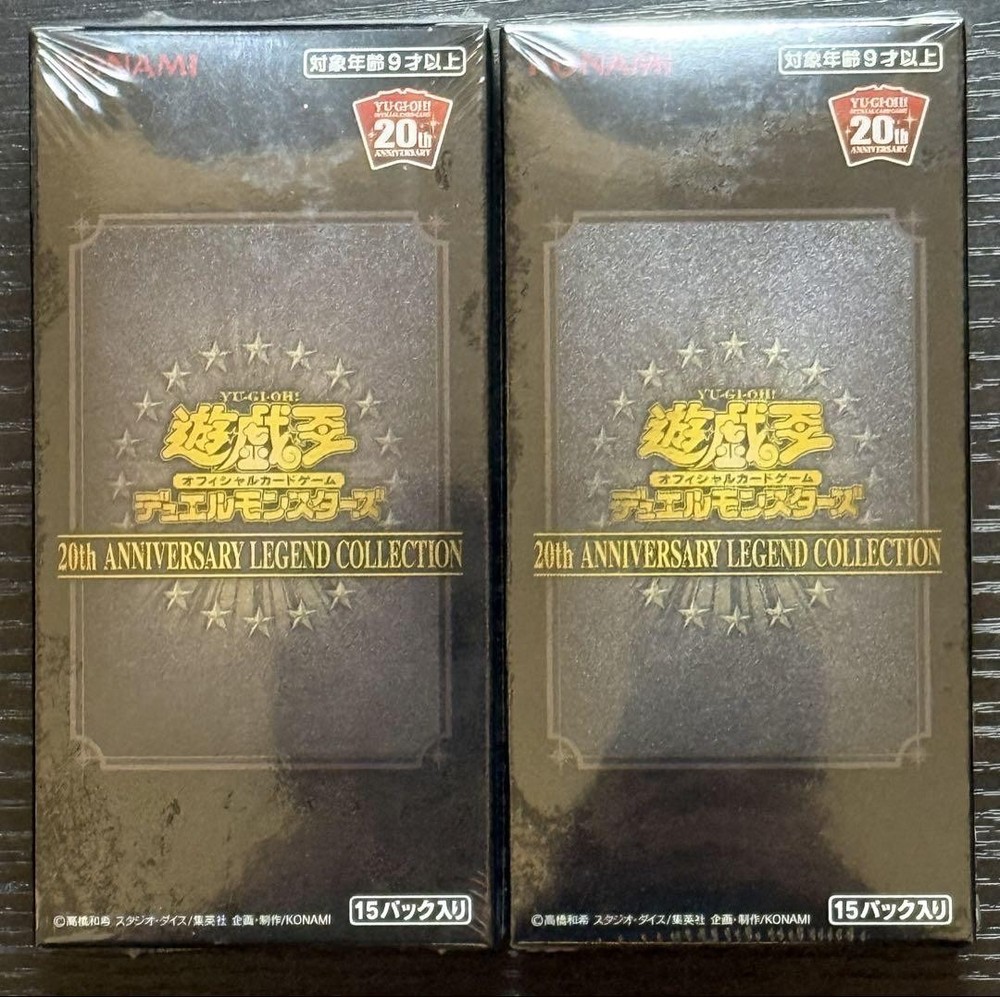 KONAMI
対象年齢9才以上
YU-GI-OH!
OFFICIAL CARD GAME
20th
ANNIVERSARY
YU-GI-OH!
遊戯王
オフィシャルカードゲーム
デュエルモンスターズ
20th ANNIVERSARY LEGEND COLLECTION
©高橋和希 スタジオ・ダイス/集英社 企画・制作/KONAMI
15パック入り
KONAMI
対象年齢9才以上
YU-GI-OH!
OFFICIAL CARD GAME
20th
ANNIVERSARY
YU-GI-OH!
遊戯王
オフィシャルカードゲーム
デュエルモンスターズ
20th ANNIVERSARY LEGEND COLLECTION
©高橋和希 スタジオ・ダイス/集英社 企画・制作/KONAMI
15パック入り